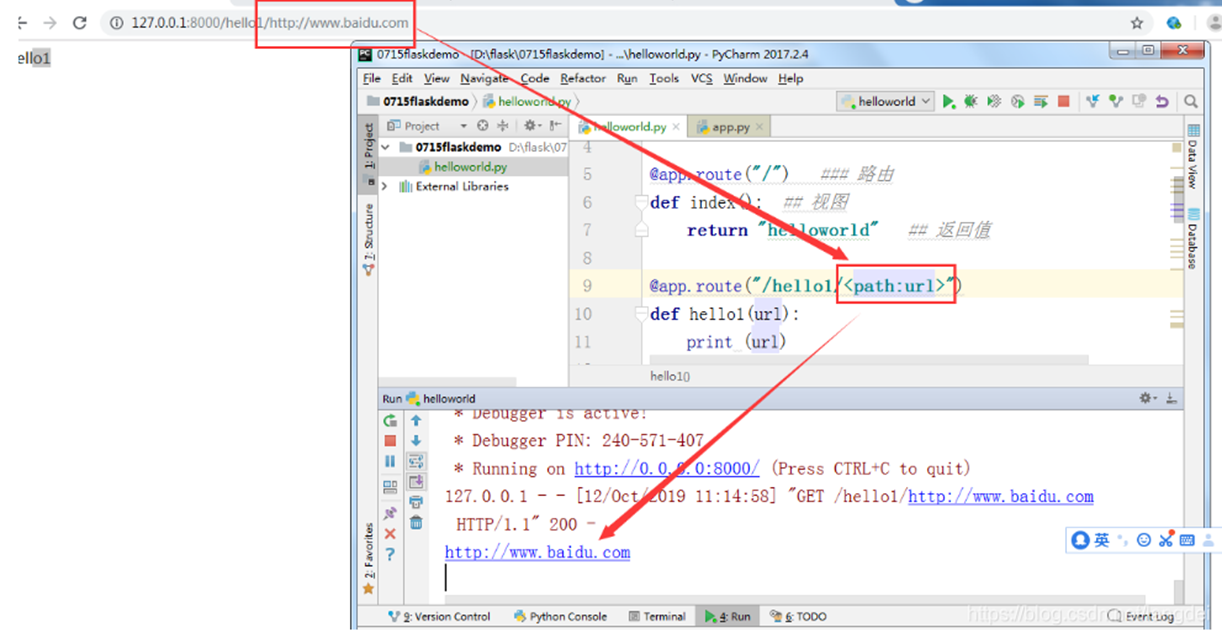 127.0.0.1:8000/hello1/http://www.baidu.com
ello1
0715flaskdemo - [D:\flask\0715flaskdemo] - ...\helloworld.py - PyCharm 2017.2.4
File Edit View Navigate Code Refactor Run Tools VCS Window Help
0715flaskdemo helloworld.py helloworld
Project helloworld.py app.py
1: Project
0715flaskdemo D:\flask\07
helloworld.py
External Libraries
7: Structure
2: Favorites
Data View
Database
4
5 @app.route("/") ### 路由
6 def index(): ## 视图
7 return "helloworld" ## 返回值
8
9 @app.route("/hello1/<path:url>")
10 def hello1(url):
11 print (url)
hello1()
Run helloworld
* Debugger is active!
* Debugger PIN: 240-571-407
* Running on http://0.0.0.0:8000/ (Press CTRL+C to quit)
127.0.0.1 - - [12/Oct/2019 11:14:58] "GET /hello1/http://www.baidu.com
HTTP/1.1" 200 -
http://www.baidu.com
英
9: Version Control Python Console Terminal 4: Run 6: TODO Event Log